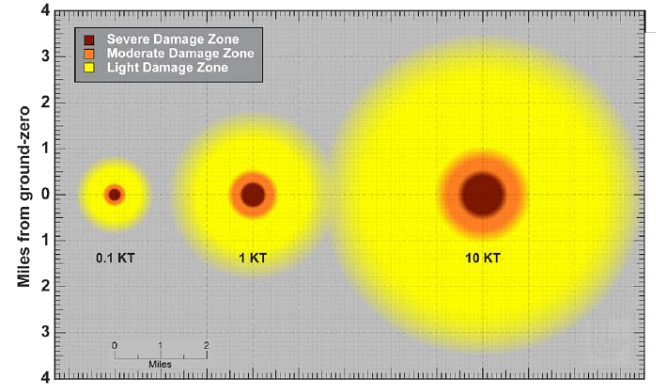 4
3
2
1
0
1
2
3
4
Miles from ground-zero
Severe Damage Zone
Moderate Damage Zone
Light Damage Zone
0.1 KT
1 KT
10 KT
0 1 2
Miles